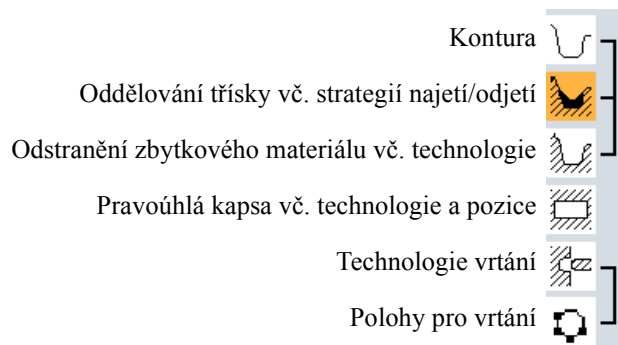 Kontura
Oddělování třísky vč. strategií najetí/odjetí
Odstranění zbytkového materiálu vč. technologie
Pravoúhlá kapsa vč. technologie a pozice
Technologie vrtání
Polohy pro vrtání